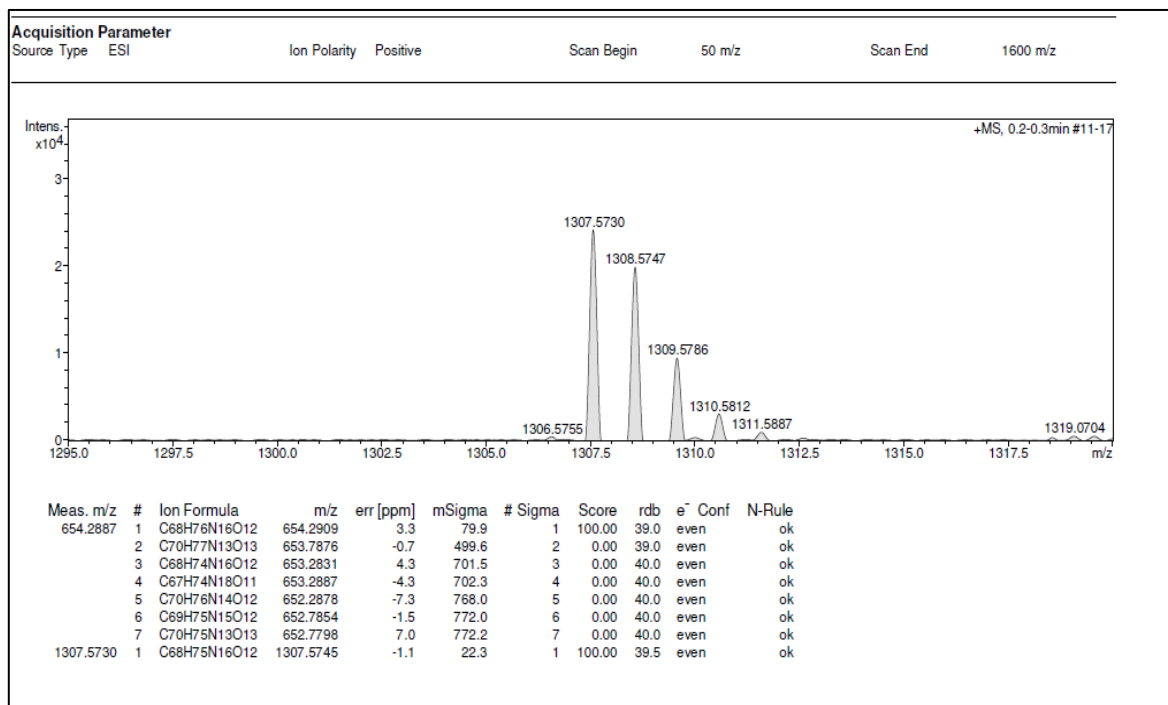 Acquisition Parameter
Source Type ESI Ion Polarity Positive Scan Begin 50 m/z Scan End 1600 m/z
Intens.
x10⁴
+MS, 0.2-0.3min #11-17
3
1307.5730
2
1308.5747
1
1309.5786
1310.5812
1306.5755
1311.5887
1319.0704
0
1295.0 1297.5 1300.0 1302.5 1305.0 1307.5 1310.0 1312.5 1315.0 1317.5 m/z
Meas. m/z # Ion Formula m/z err [ppm] mSigma # Sigma Score rdb e⁻ Conf N-Rule
654.2887 1 C68H76N16O12 654.2909 3.3 79.9 1 100.00 39.0 even ok
2 C70H77N13O13 653.7876 -0.7 499.6 2 0.00 39.0 even ok
3 C68H74N16O12 653.2831 4.3 701.5 3 0.00 40.0 even ok
4 C67H74N18O11 653.2887 -4.3 702.3 4 0.00 40.0 even ok
5 C70H76N14O12 652.2878 -7.3 768.0 5 0.00 40.0 even ok
6 C69H75N15O12 652.7854 -1.5 772.0 6 0.00 40.0 even ok
7 C70H75N13O13 652.7798 7.0 772.2 7 0.00 40.0 even ok
1307.5730 1 C68H75N16O12 1307.5745 -1.1 22.3 1 100.00 39.5 even ok